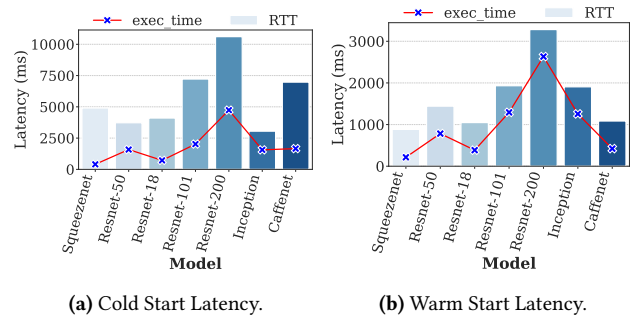 exec_time RTT
Latency (ms)
10000
7500
5000
2500
0
Squeezenet
Resnet-50
Resnet-18
Resnet-101
Resnet-200
Inception
Caffenet
Model
(a) Cold Start Latency.
exec_time RTT
Latency (ms)
3000
2000
1000
0
Squeezenet
Resnet-50
Resnet-18
Resnet-101
Resnet-200
Inception
Caffenet
Model
(b) Warm Start Latency.